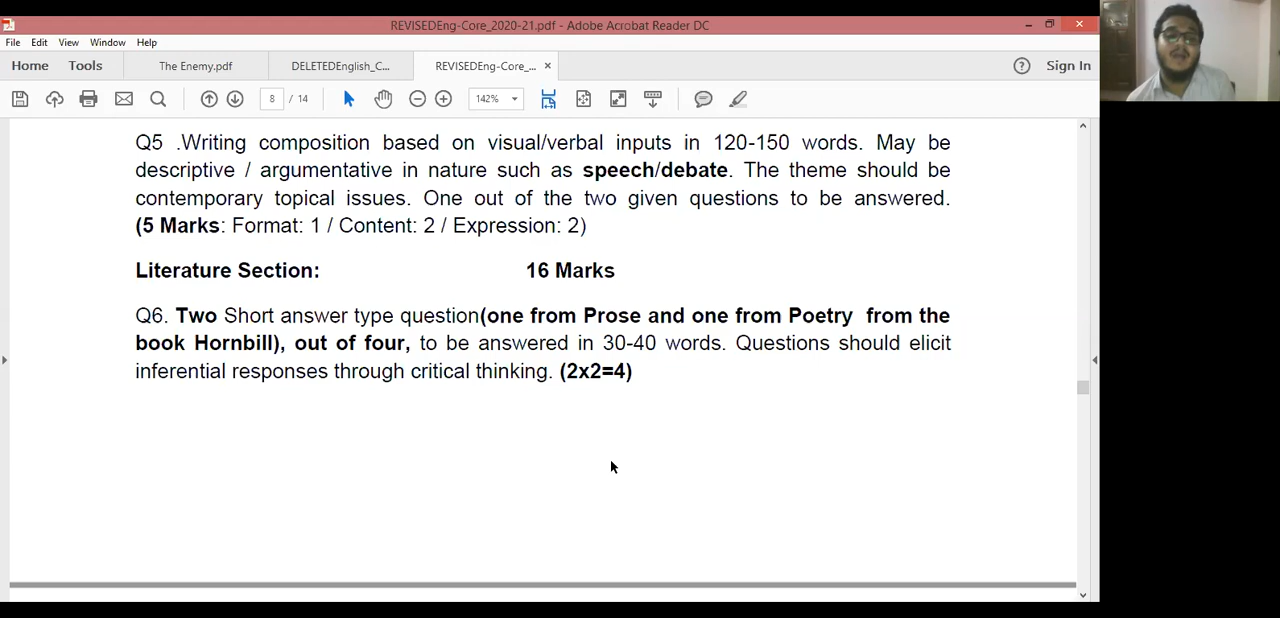 REVISEDEng-Core_2020-21.pdf - Adobe Acrobat Reader DC
File Edit View Window Help
Home Tools The Enemy.pdf DELETEDEnglish_C... REVISEDEng-Core_... × Sign In
8 / 14 142%
Q5 .Writing composition based on visual/verbal inputs in 120-150 words. May be
descriptive / argumentative in nature such as speech/debate. The theme should be
contemporary topical issues. One out of the two given questions to be answered.
(5 Marks: Format: 1 / Content: 2 / Expression: 2)
Literature Section: 16 Marks
Q6. Two Short answer type question(one from Prose and one from Poetry from the
book Hornbill), out of four, to be answered in 30-40 words. Questions should elicit
inferential responses through critical thinking. (2x2=4)